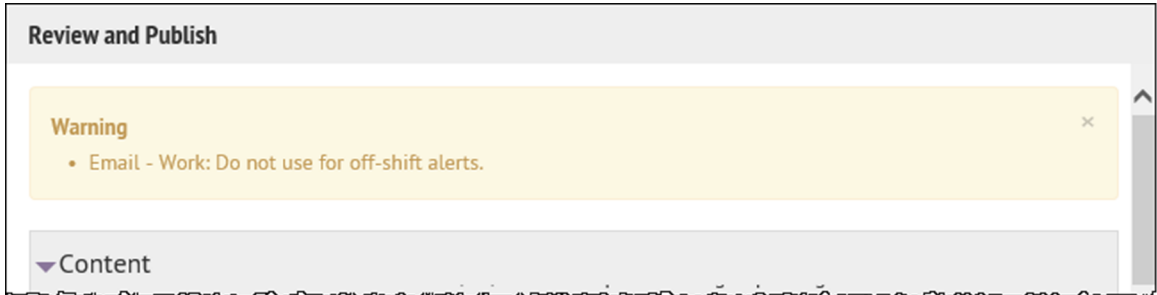 Review and Publish
Warning
×
• Email - Work: Do not use for off-shift alerts.
Content